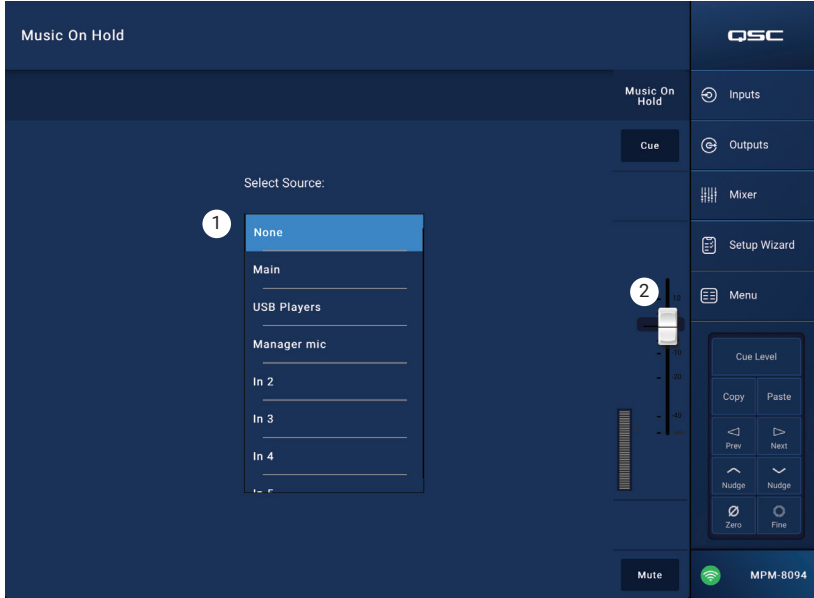 Music On Hold
QSC
Music On
Hold
Cue
Select Source:
1
None
Main
USB Players
Manager mic
In 2
In 3
In 4
2
10
-10
-20
-40
Mute
Inputs
Outputs
Mixer
Setup Wizard
Menu
Cue Level
Copy
Paste
Prev
Next
Nudge
Nudge
Zero
Fine
MPM-8094